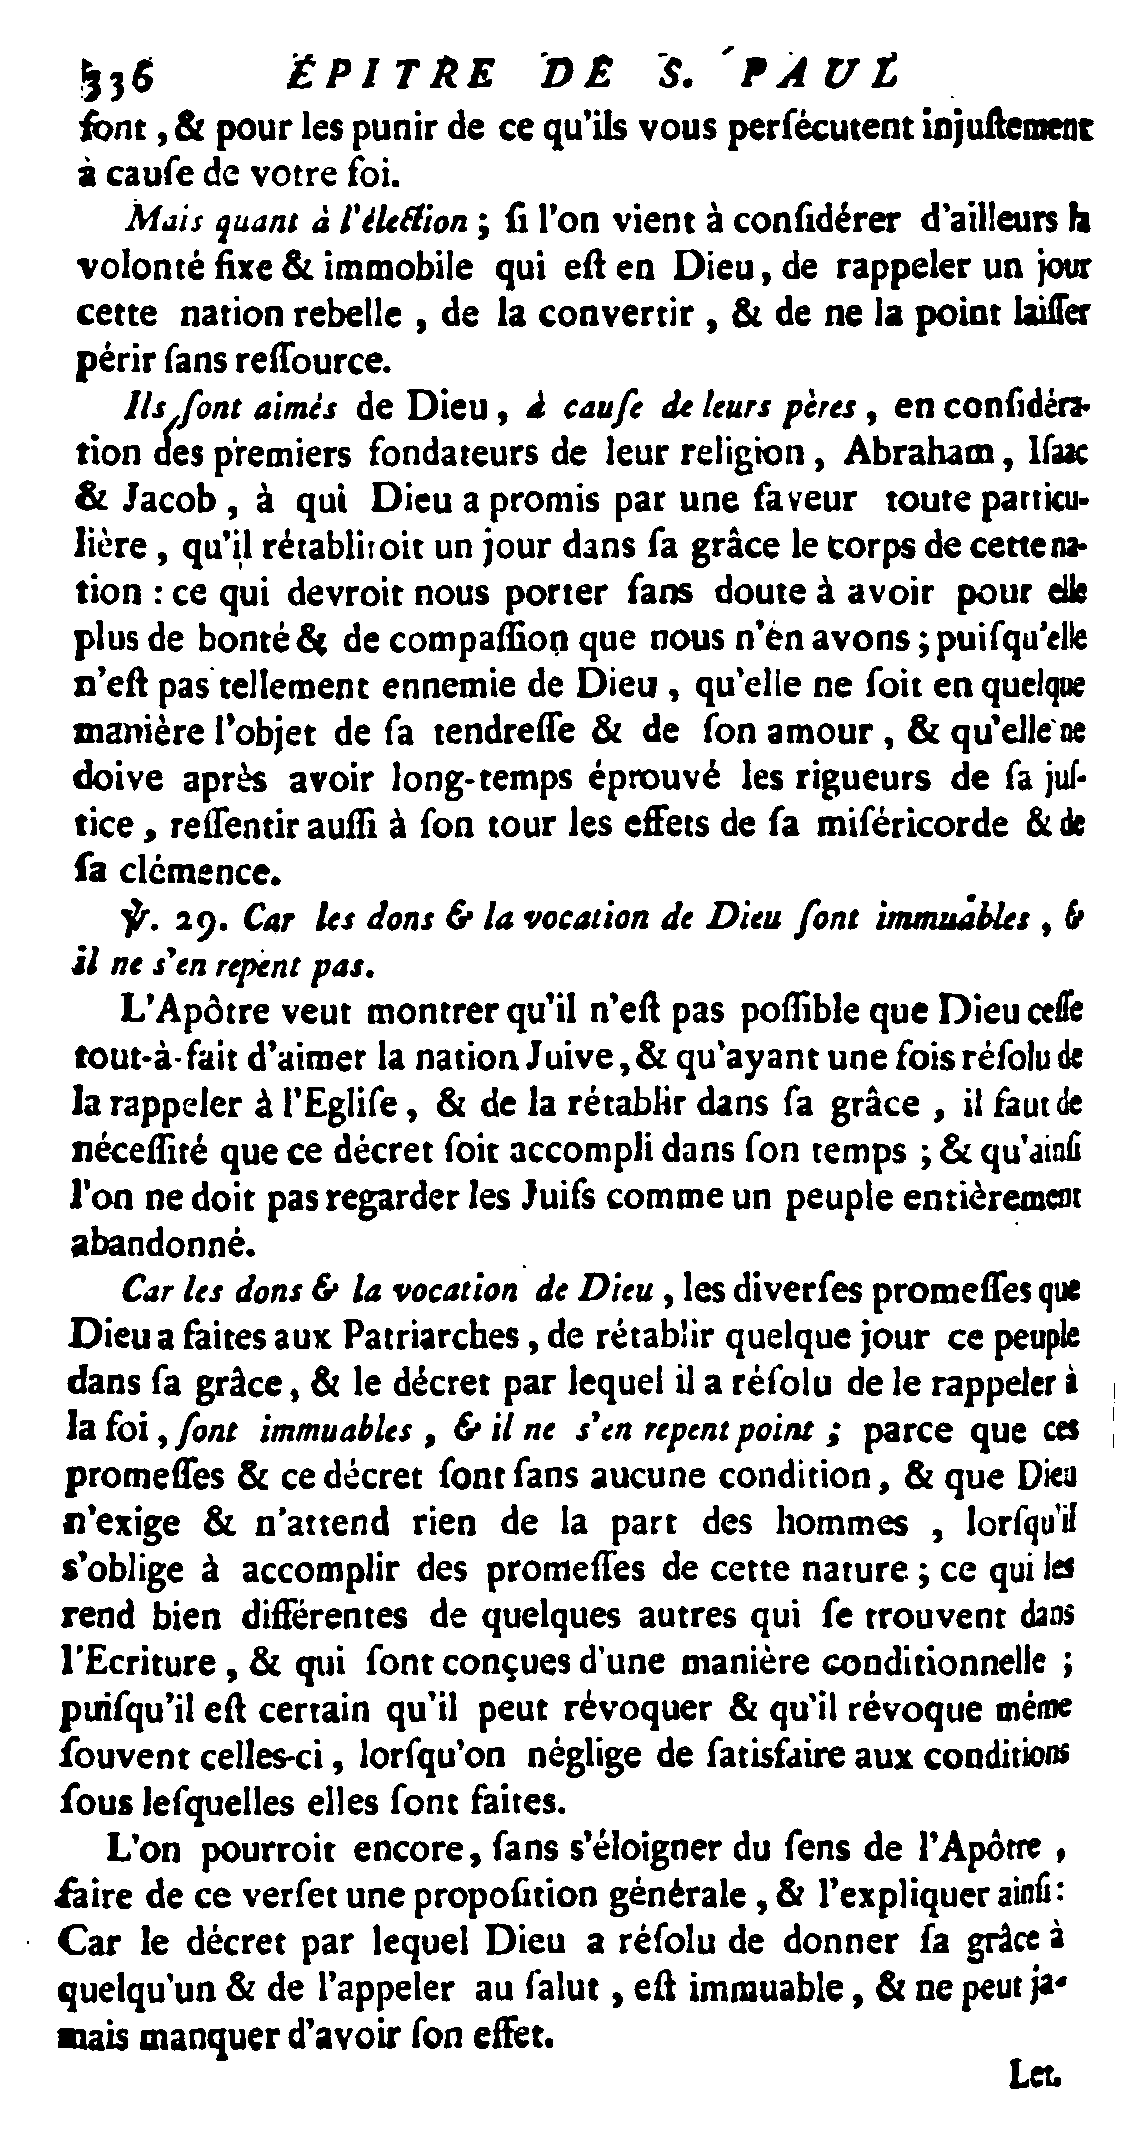 336 ÉPITRE DE S. PAUL
ſont, & pour les punir de ce qu'ils vous perſécutent injuſtement
à cauſe de votre foi.
Mais quant à l'élection ; ſi l'on vient à conſidérer d'ailleurs la
volonté fixe & immobile qui eſt en Dieu, de rappeler un jour
cette nation rebelle, de la convertir, & de ne la point laiſſer
périr ſans reſſource.
Ils ſont aimés de Dieu, à cauſe de leurs pères, en conſidéra-
tion des premiers fondateurs de leur religion, Abraham, Iſaac
& Jacob, à qui Dieu a promis par une faveur toute particu-
lière, qu'il rétabliroit un jour dans ſa grâce le corps de cette na-
tion : ce qui devroit nous porter ſans doute à avoir pour elle
plus de bonté & de compaſſion que nous n'en avons ; puiſqu'elle
n'eſt pas tellement ennemie de Dieu, qu'elle ne ſoit en quelque
manière l'objet de ſa tendreſſe & de ſon amour, & qu'elle ne
doive après avoir long-temps éprouvé les rigueurs de ſa juſ-
tice, reſſentir auſſi à ſon tour les effets de ſa miſéricorde & de
ſa clémence.
℣. 29. Car les dons & la vocation de Dieu ſont immuables, &
il ne s'en repent pas.
L'Apôtre veut montrer qu'il n'eſt pas poſſible que Dieu ceſſe
tout-à-fait d'aimer la nation Juive, & qu'ayant une fois réſolu de
la rappeler à l'Egliſe, & de la rétablir dans ſa grâce, il faut de
néceſſité que ce décret ſoit accompli dans ſon temps ; & qu'ainſi
l'on ne doit pas regarder les Juifs comme un peuple entièrement
abandonné.
Car les dons & la vocation de Dieu, les diverſes promeſſes que
Dieu a faites aux Patriarches, de rétablir quelque jour ce peuple
dans ſa grâce, & le décret par lequel il a réſolu de le rappeler à
la foi, ſont immuables, & il ne s'en repent point ; parce que ces
promeſſes & ce décret ſont ſans aucune condition, & que Dieu
n'exige & n'attend rien de la part des hommes, lorſqu'il
s'oblige à accomplir des promeſſes de cette nature ; ce qui les
rend bien différentes de quelques autres qui ſe trouvent dans
l'Ecriture, & qui ſont conçues d'une manière conditionnelle ;
puiſqu'il eſt certain qu'il peut révoquer & qu'il révoque même
ſouvent celles-ci, lorſqu'on néglige de ſatisfaire aux conditions
ſous leſquelles elles ſont faites.
L'on pourroit encore, ſans s'éloigner du ſens de l'Apôtre,
faire de ce verſet une propoſition générale, & l'expliquer ainſi :
Car le décret par lequel Dieu a réſolu de donner ſa grâce à
quelqu'un & de l'appeler au ſalut, eſt immuable, & ne peut ja-
mais manquer d'avoir ſon effet.
Let.